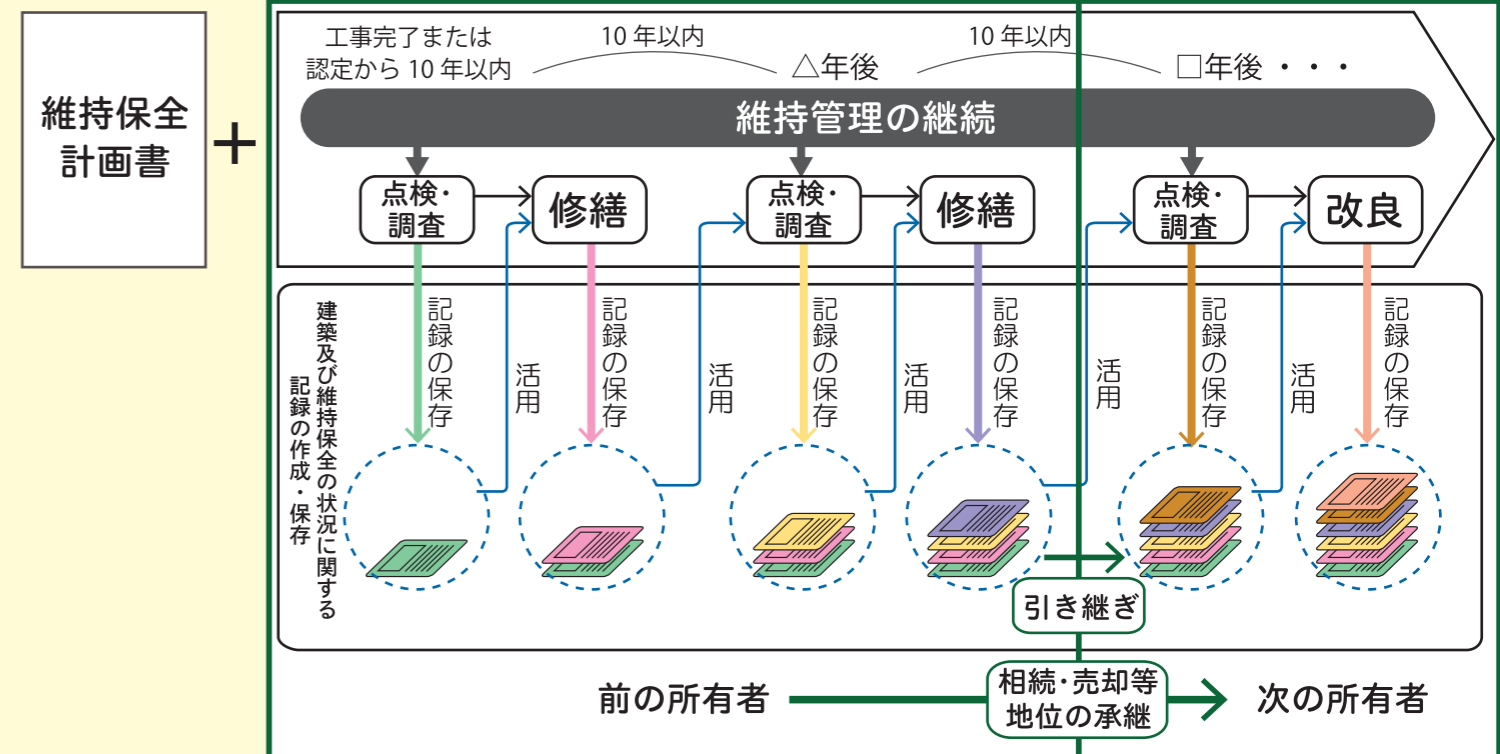 維持保全
計画書
＋
工事完了または
認定から 10 年以内
10 年以内
△年後
10 年以内
□年後 ・・・
維持管理の継続
点検・
調査
修繕
点検・
調査
修繕
点検・
調査
改良
建築及び維持保全の状況に関する
記録の作成・保存
記録の保存
活用
記録の保存
活用
記録の保存
活用
記録の保存
活用
記録の保存
活用
記録の保存
引き継ぎ
前の所有者
相続・売却等
地位の承継
次の所有者